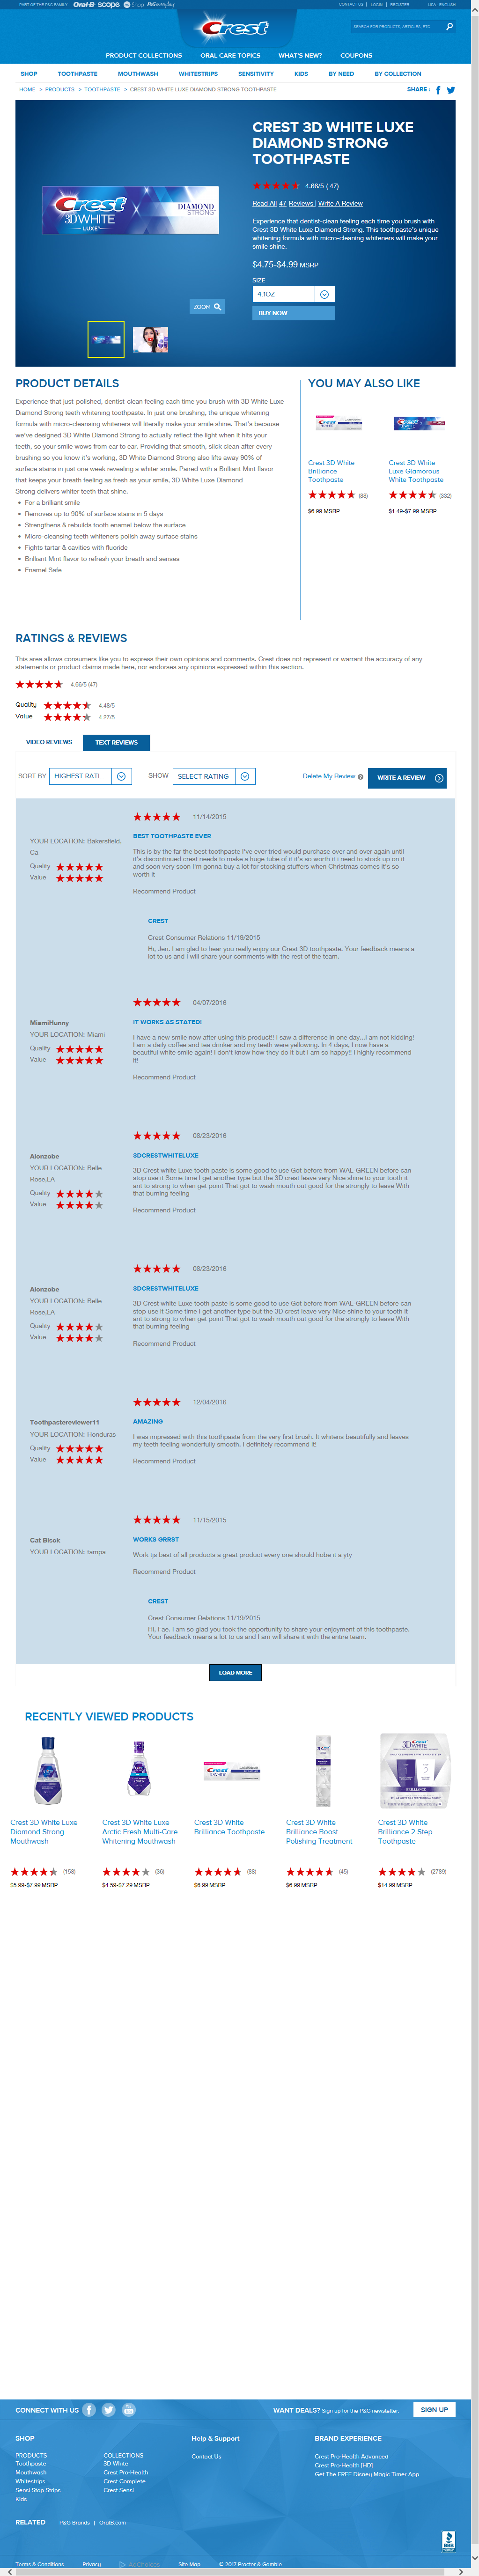 PART OF THE P&G FAMILY Oral-B scope Shop P&Geveryday
CONTACT US | LOGIN | REGISTER USA - ENGLISH
Crest
SEARCH FOR PRODUCTS, ARTICLES, ETC
PRODUCT COLLECTIONS ORAL CARE TOPICS WHAT'S NEW? COUPONS
SHOP TOOTHPASTE MOUTHWASH WHITESTRIPS SENSITIVITY KIDS BY NEED BY COLLECTION
HOME > PRODUCTS > TOOTHPASTE > CREST 3D WHITE LUXE DIAMOND STRONG TOOTHPASTE
SHARE :
Crest
3DWHITE
LUXE
DIAMOND
STRONG
ZOOM
CREST 3D WHITE LUXE
DIAMOND STRONG
TOOTHPASTE
4.66/5 ( 47)
Read All 47 Reviews | Write A Review
Experience that dentist-clean feeling each time you brush with
Crest 3D White Luxe Diamond Strong. This toothpaste's unique
whitening formula with micro-cleaning whiteners will make your
smile shine.
$4.75-$4.99 MSRP
SIZE
4.1OZ
BUY NOW
PRODUCT DETAILS
Experience that just-polished, dentist-clean feeling each time you brush with 3D White Luxe
Diamond Strong teeth whitening toothpaste. In just one brushing, the unique whitening
formula with micro-cleaning whiteners will literally make your smile shine. That's because
we've designed 3D White Diamond Strong to actually reflect the light when it hits your
teeth, so your smile wows from ear to ear. Providing that smooth, slick clean after every
brushing so you know it's working, 3D White Diamond Strong also lifts away 90% of
surface stains in just one week revealing a whiter smile. Paired with a Brilliant Mint flavor
that keeps your breath feeling as fresh as your smile, 3D White Luxe Diamond
Strong delivers whiter teeth that shine.
• For a brilliant smile
• Removes up to 90% of surface stains in 5 days
• Strengthens & rebuilds tooth enamel below the surface
• Micro-cleansing teeth whiteners polish away surface stains
• Fights tartar & cavities with fluoride
• Brilliant Mint flavor to refresh your breath and senses
• Enamel Safe
YOU MAY ALSO LIKE
Crest 3D White
Brilliance
Toothpaste
(88)
$6.99 MSRP
Crest 3D White
Luxe Glamorous
White Toothpaste
(332)
$1.49-$7.99 MSRP
RATINGS & REVIEWS
This area allows consumers like you to express their own opinions and comments. Crest does not represent or warrant the accuracy of any
statements or product claims made here, nor endorses any opinions expressed within this section.
4.66/5 (47)
Quality 4.48/5
Value 4.27/5
VIDEO REVIEWS TEXT REVIEWS
SORT BY HIGHEST RATI... SHOW SELECT RATING Delete My Review WRITE A REVIEW
11/14/2015
BEST TOOTHPASTE EVER
YOUR LOCATION: Bakersfield,
Ca
Quality
Value
This is by the far the best toothpaste I've ever tried would purchase over and over again until
it's discontinued crest needs to make a huge tube of it it's so worth it i need to stock up on it
and soon very soon I'm gonna buy a lot for stocking stuffers when Christmas comes it's so
worth it
Recommend Product
CREST
Crest Consumer Relations 11/19/2015
Hi, Jen. I am glad to hear you really enjoy our Crest 3D toothpaste. Your feedback means a
lot to us and I will share your comments with the rest of the team.
04/07/2016
IT WORKS AS STATED!
MiamiHunny
YOUR LOCATION: Miami
Quality
Value
I have a new smile now after using this product!! I saw a difference in one day...I am not kidding!
I am a daily coffee and tea drinker and my teeth were yellowing. In 4 days, I now have a
beautiful white smile again! I don't know how they do it but I am so happy!! I highly recommend
it!
Recommend Product
08/23/2016
3DCRESTWHITELUXE
Alonzobe
YOUR LOCATION: Belle
Rose,LA
Quality
Value
3D Crest white Luxe tooth paste is some good to use Got before from WAL-GREEN before can
stop use it Some time I get another type but the 3D crest leave very Nice shine to your tooth it
and to strong to when get point That got to wash mouth out good for the strongly to leave With
that burning feeling
Recommend Product
08/23/2016
3DCRESTWHITELUXE
Alonzobe
YOUR LOCATION: Belle
Rose,LA
Quality
Value
3D Crest white Luxe tooth paste is some good to use Got before from WAL-GREEN before can
stop use it Some time I get another type but the 3D crest leave very Nice shine to your tooth it
and to strong to when get point That got to wash mouth out good for the strongly to leave With
that burning feeling
Recommend Product
12/04/2016
AMAZING
Toothpastereviewer11
YOUR LOCATION: Honduras
Quality
Value
I was impressed with this toothpaste from the very first brush. It whitens beautifully and leaves
my teeth feeling wonderfully smooth. I definitely recommend it!
Recommend Product
11/15/2015
WORKS GRRST
Cat Blsck
YOUR LOCATION: tampa
Work tjs best of all products a great product every one should hobe it a yty
Recommend Product
CREST
Crest Consumer Relations 11/19/2015
Hi, Fae. I am so glad you took the opportunity to share your enjoyment of this toothpaste.
Your feedback means a lot to us and I am will share it with the entire team.
LOAD MORE
RECENTLY VIEWED PRODUCTS
Crest 3D White Luxe
Diamond Strong
Mouthwash
(158)
$5.99-$7.99 MSRP
Crest 3D White Luxe
Arctic Fresh Multi-Care
Whitening Mouthwash
(36)
$4.59-$7.29 MSRP
Crest 3D White
Brilliance Toothpaste
(88)
$6.99 MSRP
Crest 3D White
Brilliance Boost
Polishing Treatment
(45)
$6.99 MSRP
Crest 3D White
Brilliance 2 Step
Toothpaste
(2789)
$14.99 MSRP
CONNECT WITH US
WANT DEALS? Sign up for the P&G newsletter. SIGN UP
SHOP
PRODUCTS
Toothpaste
Mouthwash
Whitestrips
Sensi Stop Strips
Kids
COLLECTIONS
3D White
Crest Pro-Health
Crest Complete
Crest Sensi
Help & Support
Contact Us
BRAND EXPERIENCE
Crest Pro-Health Advanced
Crest Pro-Health [HD]
Get The FREE Disney Magic Timer App
RELATED P&G Brands | OralB.com
BBB
Terms & Conditions Privacy AdChoices Site Map © 2017 Procter & Gamble